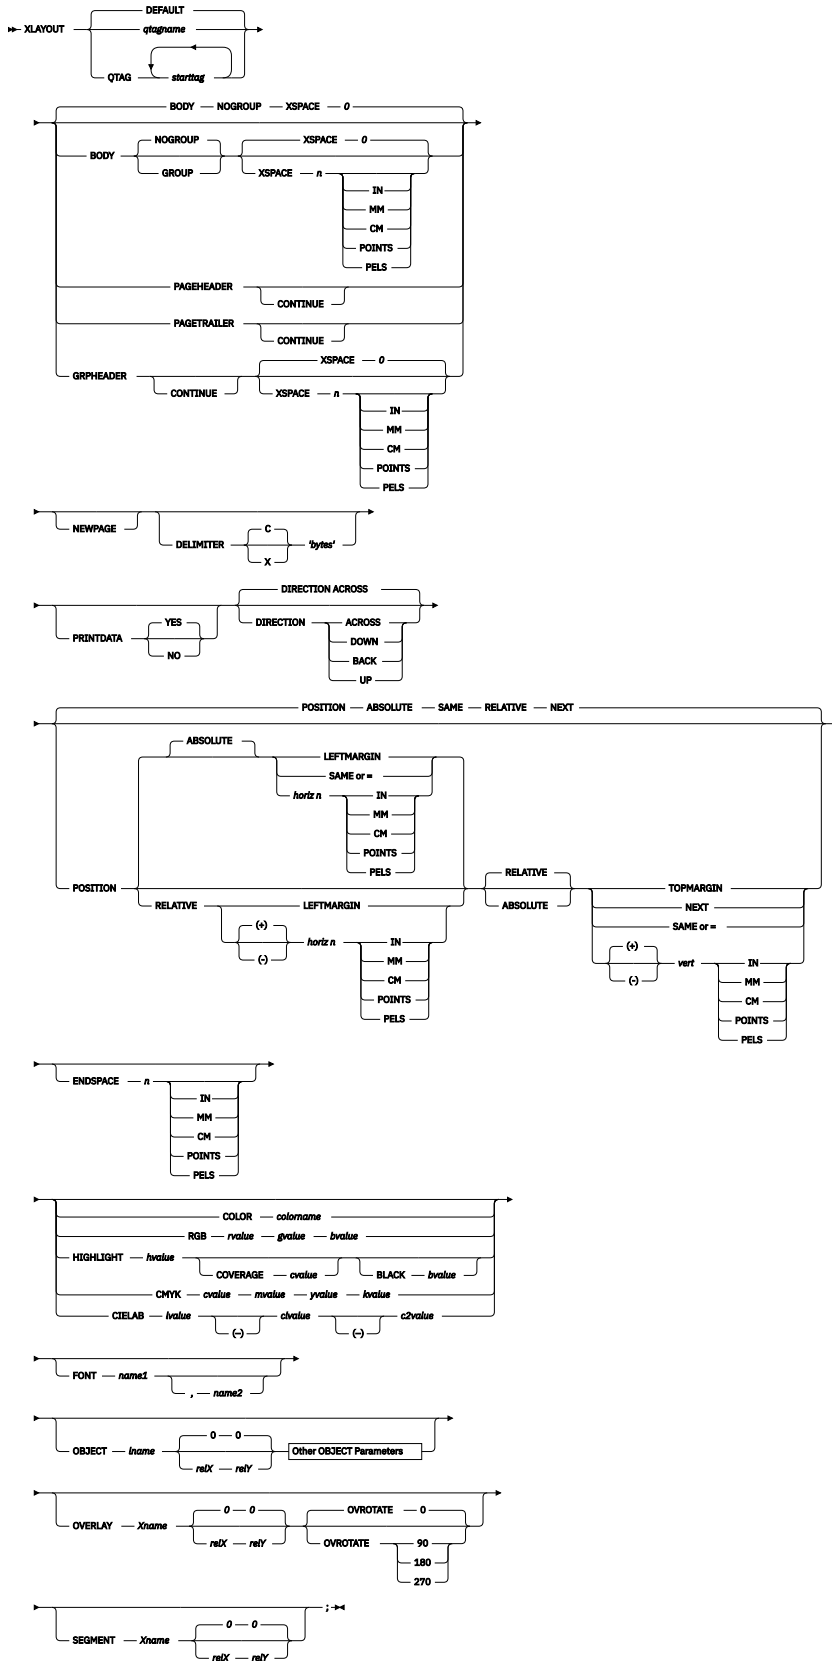 DEFAULT
XLAYOUT qtagname
QTAG starttag
BODY NOGROUP XSPACE 0
NOGROUP XSPACE 0
BODY
GROUP XSPACE n
IN
MM
CM
POINTS
PELS
PAGEHEADER
CONTINUE
PAGETRAILER
CONTINUE
XSPACE 0
GRPHEADER
CONTINUE XSPACE n
IN
MM
CM
POINTS
PELS
NEWPAGE
C
DELIMITER 'bytes'
X
DIRECTION ACROSS
YES DIRECTION ACROSS
PRINTDATA DOWN
NO BACK
UP
POSITION ABSOLUTE SAME RELATIVE NEXT
ABSOLUTE LEFTMARGIN
SAME or =
horiz n IN
MM
CM
POINTS
PELS
RELATIVE
POSITION TOPMARGIN
RELATIVE LEFTMARGIN ABSOLUTE NEXT
SAME or =
(+) horiz n IN
(-) MM
CM
POINTS
PELS
(+) vert IN
(-) MM
CM
POINTS
PELS
ENDSPACE n
IN
MM
CM
POINTS
PELS
COLOR colorname
RGB rvalue gvalue bvalue
HIGHLIGHT hvalue
COVERAGE cvalue BLACK bvalue
CMYK cvalue mvalue yvalue kvalue
CIELAB lvalue c1value c2value
(-) (-)
FONT name1
, name2
0 0
OBJECT lname Other OBJECT Parameters
relX relY
0 0 OVROTATE 0
OVERLAY Xname
relX relY OVROTATE 90
180
270
;
0 0
SEGMENT Xname
relX relY